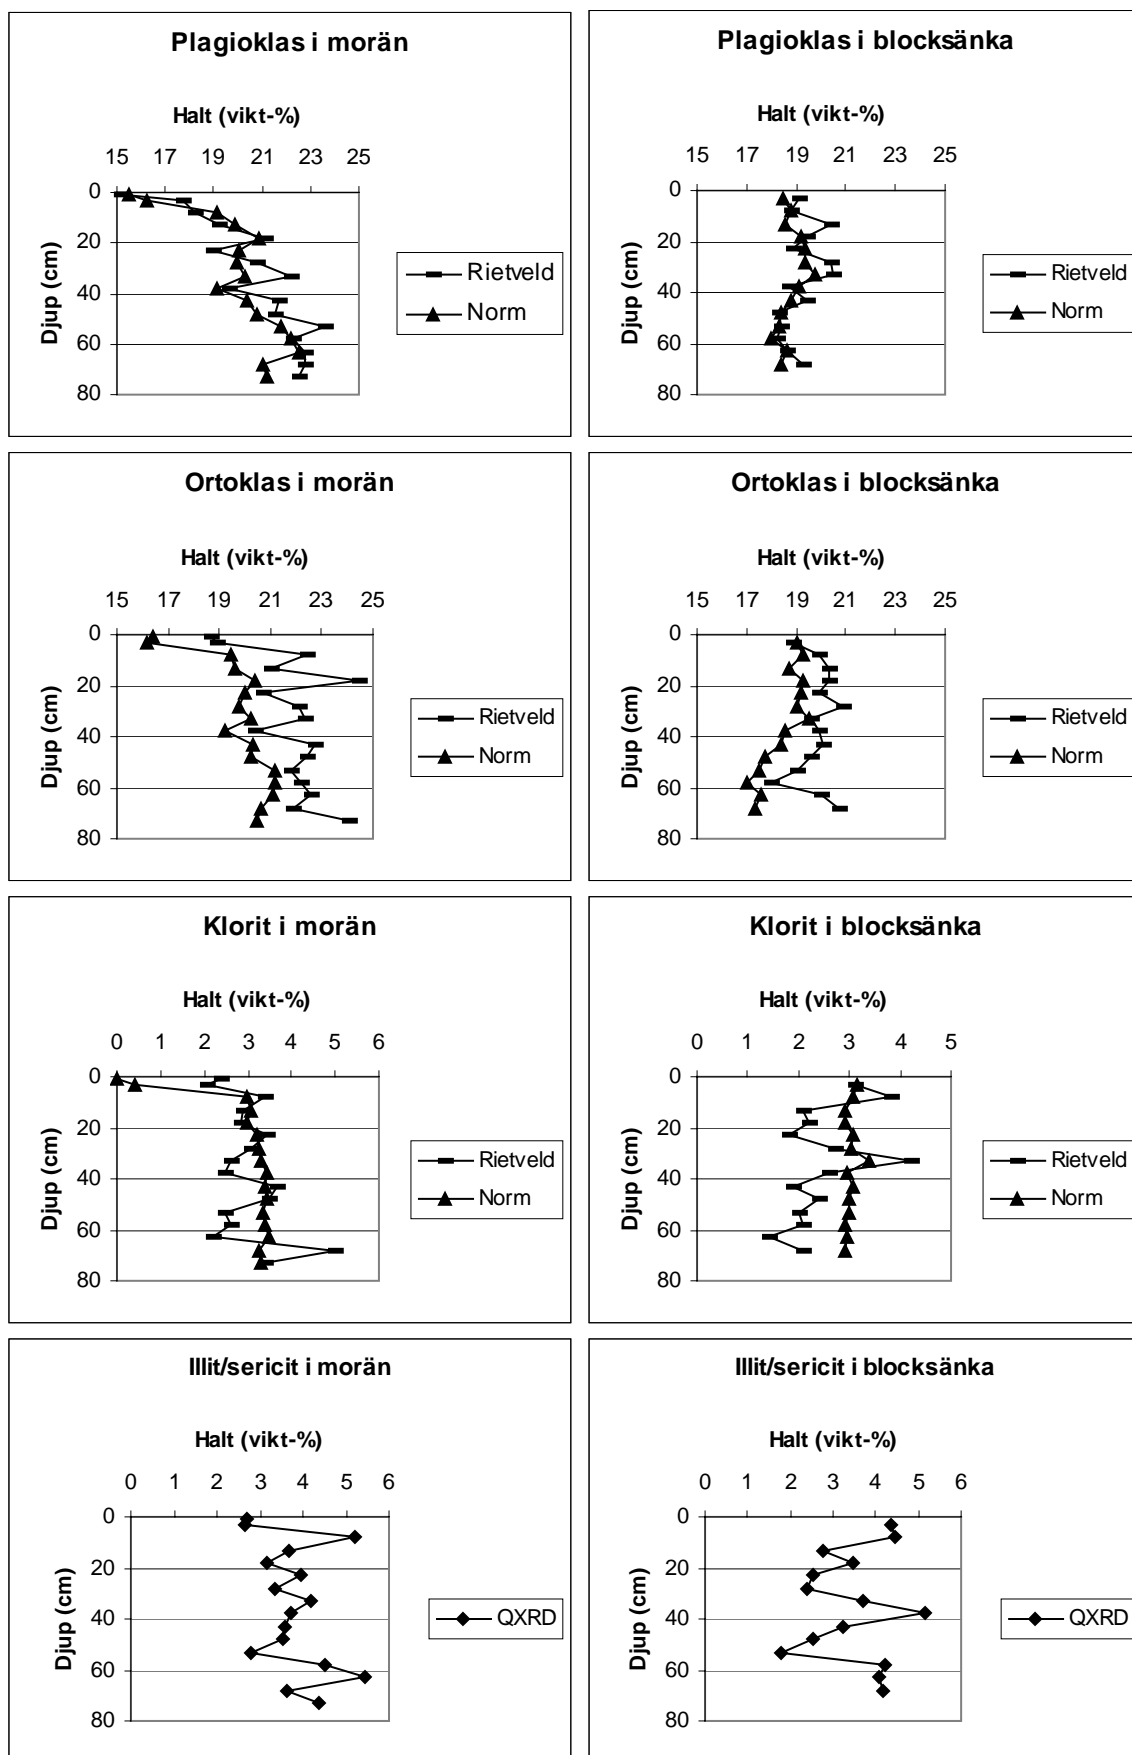 Plagioklas i morän
Halt (vikt-%)
15 17 19 21 23 25
0
20
40
60
80
Djup (cm)
Rietveld
Norm
Plagioklas i blocksänka
Halt (vikt-%)
15 17 19 21 23 25
0
20
40
60
80
Djup (cm)
Rietveld
Norm
Ortoklas i morän
Halt (vikt-%)
15 17 19 21 23 25
0
20
40
60
80
Djup (cm)
Rietveld
Norm
Ortoklas i blocksänka
Halt (vikt-%)
15 17 19 21 23 25
0
20
40
60
80
Djup (cm)
Rietveld
Norm
Klorit i morän
Halt (vikt-%)
0 1 2 3 4 5 6
0
20
40
60
80
Djup (cm)
Rietveld
Norm
Klorit i blocksänka
Halt (vikt-%)
0 1 2 3 4 5
0
20
40
60
80
Djup (cm)
Rietveld
Norm
Illit/sericit i morän
Halt (vikt-%)
0 1 2 3 4 5 6
0
20
40
60
80
Djup (cm)
QXRD
Illit/sericit i blocksänka
Halt (vikt-%)
0 1 2 3 4 5 6
0
20
40
60
80
Djup (cm)
QXRD